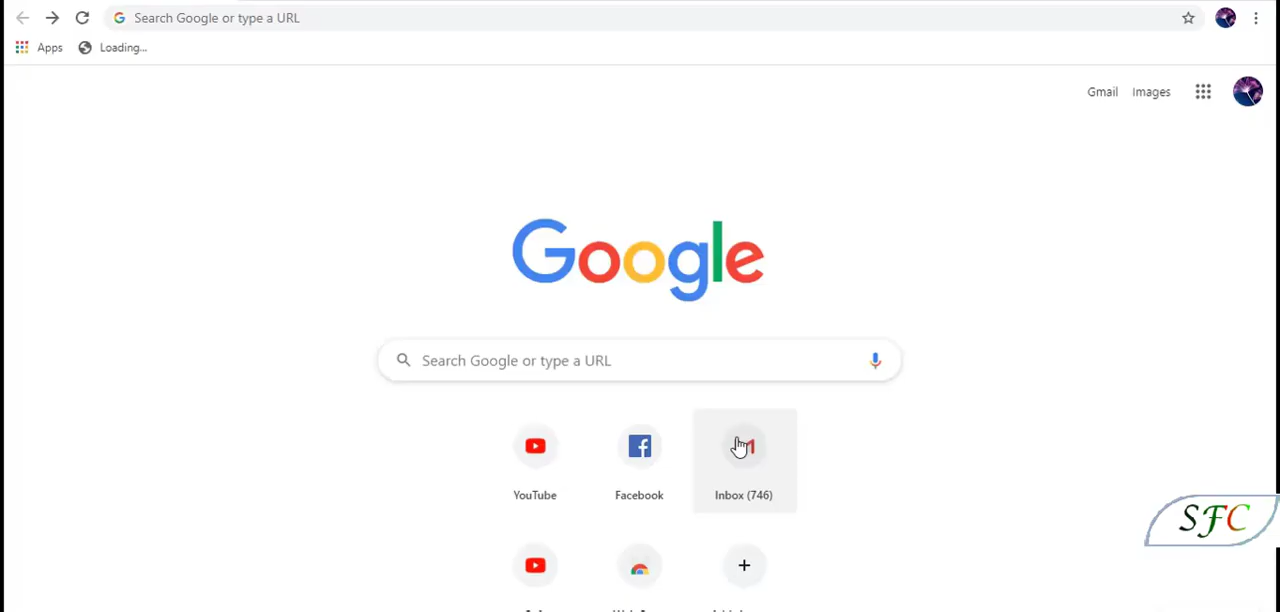 Search Google or type a URL
Apps
Loading...
Gmail
Images
Google
Search Google or type a URL
YouTube
Facebook
Inbox (746)
SFC